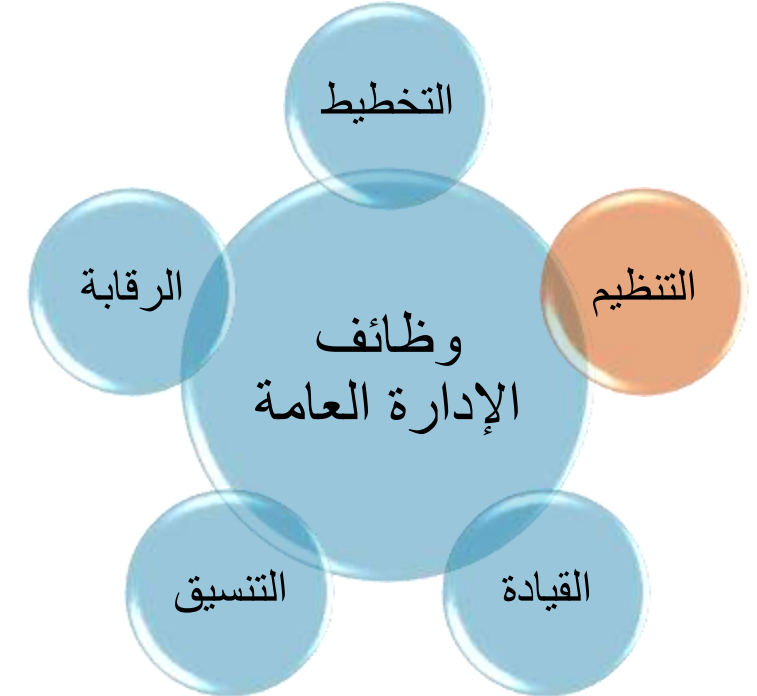 التخطيط
التنظيم
الرقابة
وظائف
الإدارة العامة
القيادة
التنسيق